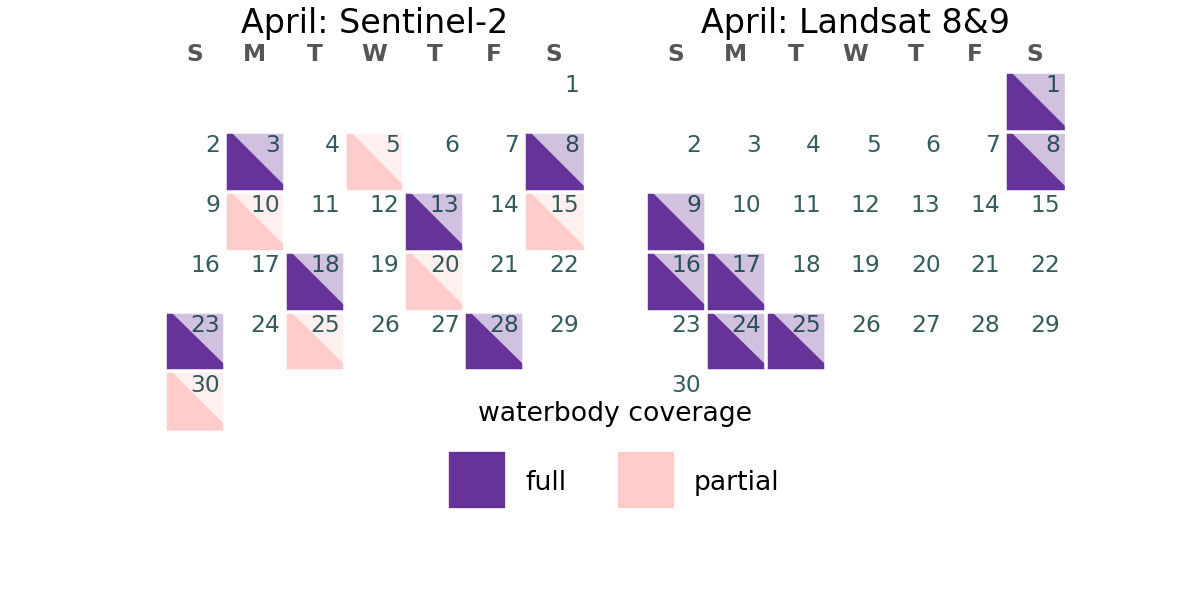 April: Sentinel-2
S M T W T F S
1
2 3 4 5 6 7 8
9 10 11 12 13 14 15
16 17 18 19 20 21 22
23 24 25 26 27 28 29
30
April: Landsat 8&9
S M T W T F S
1
2 3 4 5 6 7 8
9 10 11 12 13 14 15
16 17 18 19 20 21 22
23 24 25 26 27 28 29
30
waterbody coverage
full partial